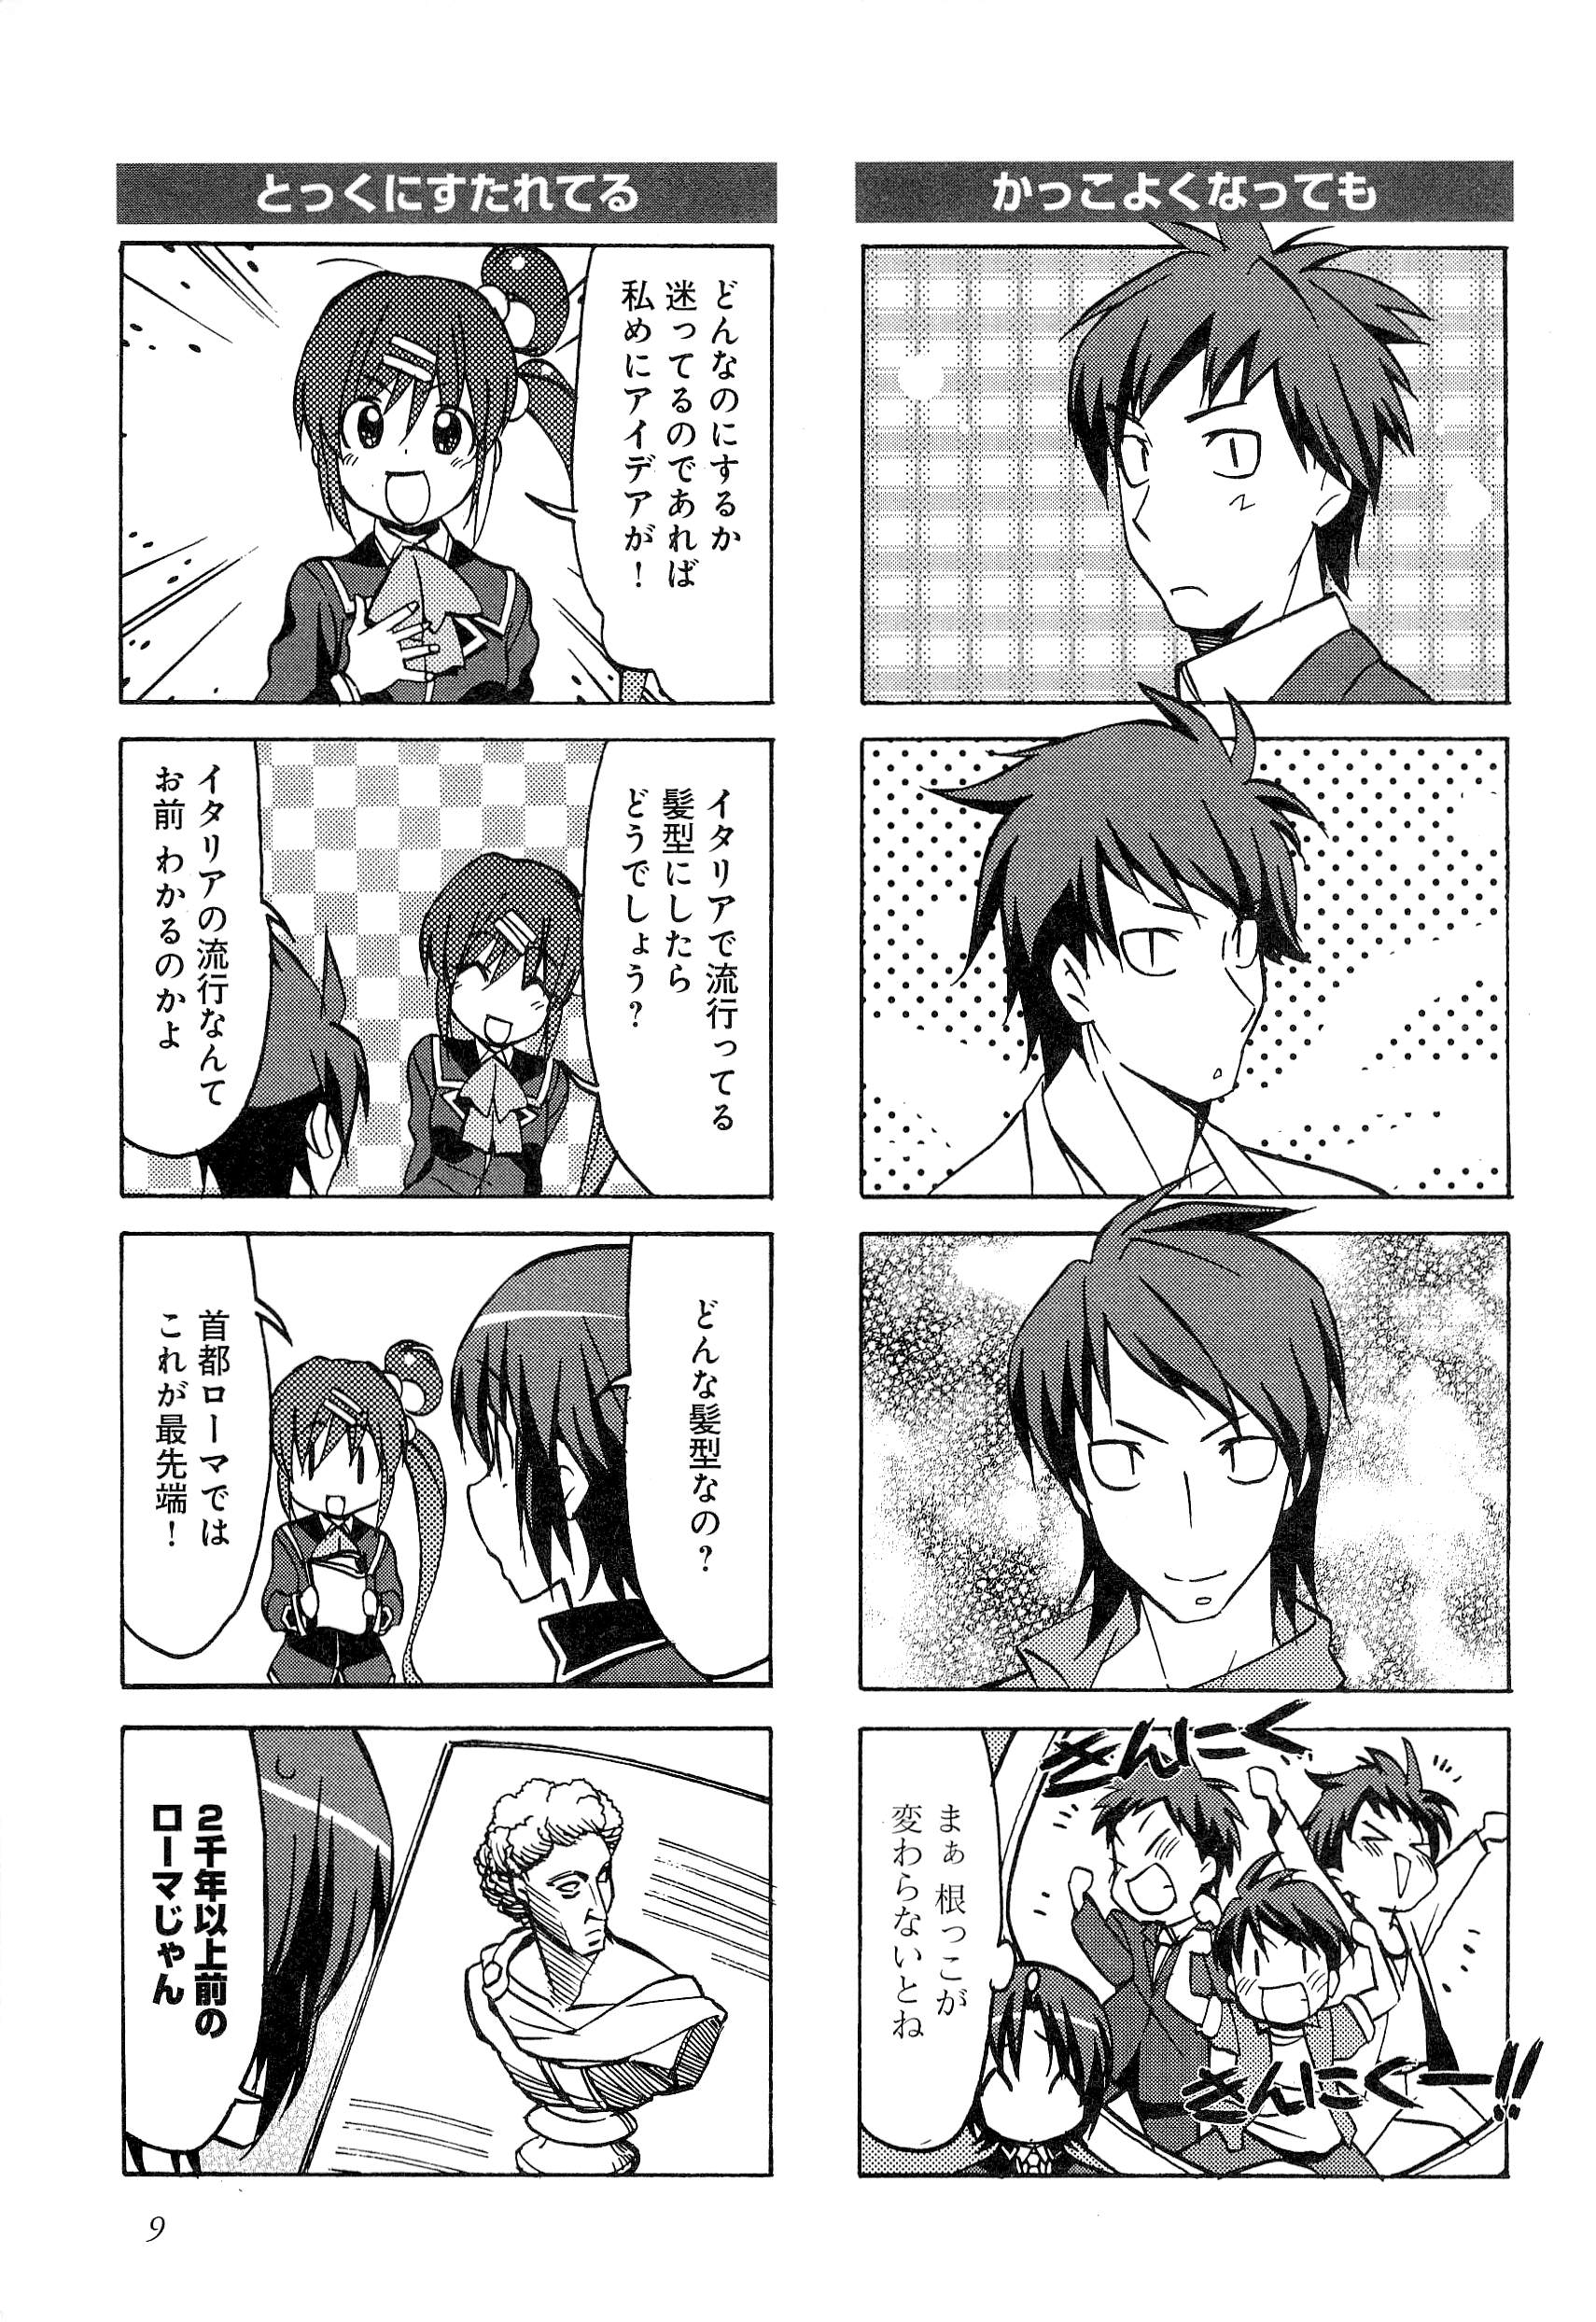 かっこよくなっても
さんにく
まぁ 根っこが
変わらないとね
さんにくー!!
とっくにすたれてる
どんなのにするか
迷ってるのであれば
私めにアイデアが！
イタリアで流行ってる
髪型にしたら
どうでしょう？
イタリアの流行なんて
お前 わかるのかよ
どんな髪型なの？
首都ローマでは
これが最先端！
２千年以上前の
ローマじゃん
9